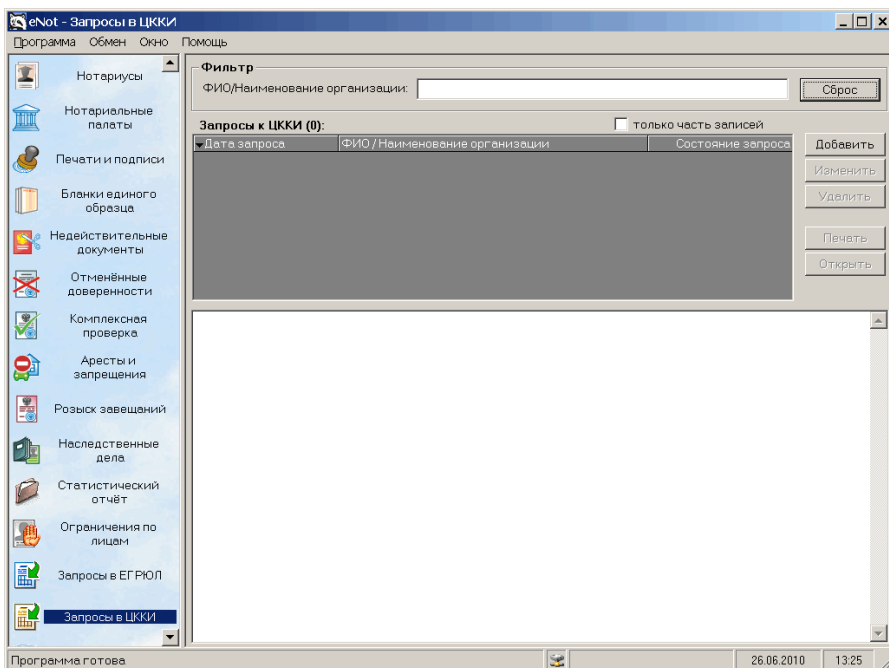 eNot - Запросы в ЦККИ
Программа Обмен Окно Помощь
Нотариусы
Нотариальные
палаты
Печати и подписи
Бланки единого
образца
Недействительные
документы
Отменённые
доверенности
Комплексная
проверка
Аресты и
запрещения
Розыск завещаний
Наследственные
дела
Статистический
отчёт
Ограничения по
лицам
Запросы в ЕГРЮЛ
Запросы в ЦККИ
Фильтр
ФИО/Наименование организации:
Сброс
Запросы к ЦККИ (0):
только часть записей
Дата запроса ФИО / Наименование организации Состояние запроса
Добавить
Изменить
Удалить
Печать
Открыть
Программа готова
26.06.2010 13:25